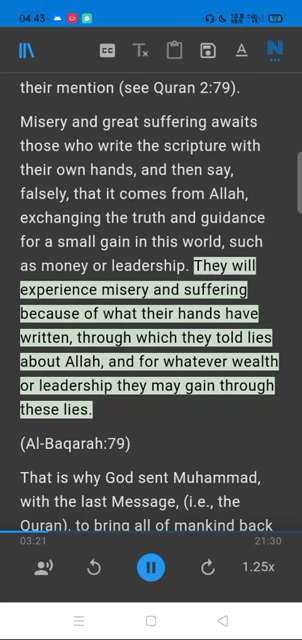 04.43
CC
their mention (see Quran 2:79).
Misery and great suffering awaits
those who write the scripture with
their own hands, and then say,
falsely, that it comes from Allah,
exchanging the truth and guidance
for a small gain in this world, such
as money or leadership. They will
experience misery and suffering
because of what their hands have
written, through which they told lies
about Allah, and for whatever wealth
or leadership they may gain through
these lies.
(Al-Baqarah:79)
That is why God sent Muhammad,
with the last Message, (i.e., the
Quran), to bring all of mankind back
03:21 21:30
1.25x